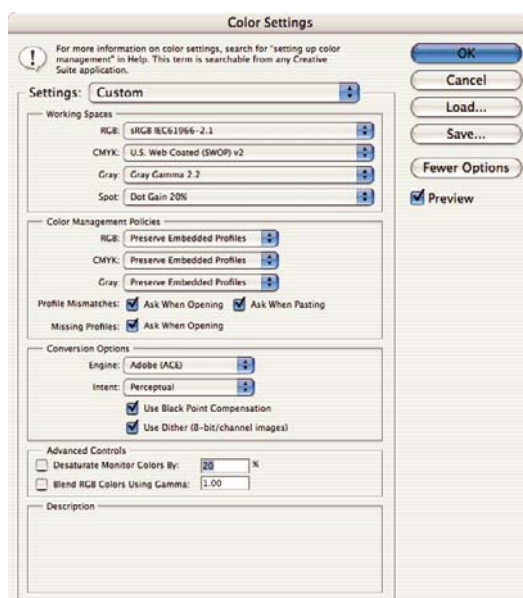 Color Settings
For more information on color settings, search for "setting up color
management" in Help. This term is searchable from any Creative
Suite application.
Settings: Custom
Working Spaces
RGB: sRGB IEC61966-2.1
CMYK: U.S. Web Coated (SWOP) v2
Gray: Gray Gamma 2.2
Spot: Dot Gain 20%
Color Management Policies
RGB: Preserve Embedded Profiles
CMYK: Preserve Embedded Profiles
Gray: Preserve Embedded Profiles
Profile Mismatches: Ask When Opening Ask When Pasting
Missing Profiles: Ask When Opening
Conversion Options
Engine: Adobe (ACE)
Intent: Perceptual
Use Black Point Compensation
Use Dither (8-bit/channel images)
Advanced Controls
Desaturate Monitor Colors By: 20 %
Blend RGB Colors Using Gamma: 1.00
Description
OK
Cancel
Load...
Save...
Fewer Options
Preview